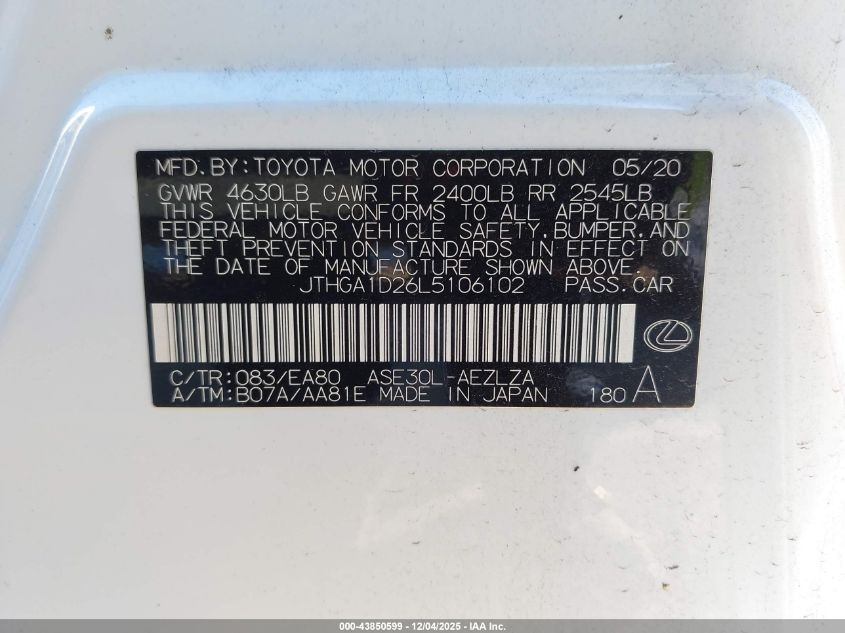 MFD.BY:TOYOTA MOTOR CORPORATION 05/20
GVWR 4630LB GAWR FR 2400LB RR 2545LB
THIS VEHICLE CONFORMS TO ALL APPLICABLE
FEDERAL MOTOR VEHICLE SAFETY,BUMPER,AND
THEFT PREVENTION STANDARDS IN EFFECT ON
THE DATE OF MANUFACTURE SHOWN ABOVE.
JTHGA1D26L5106102 PASS.CAR
C/TR:083/EA80 ASE30L-AEZLZA
A/TM:B07A/AA81E MADE IN JAPAN 180 A
000-43850599 - 12/04/2025 - IAA Inc.